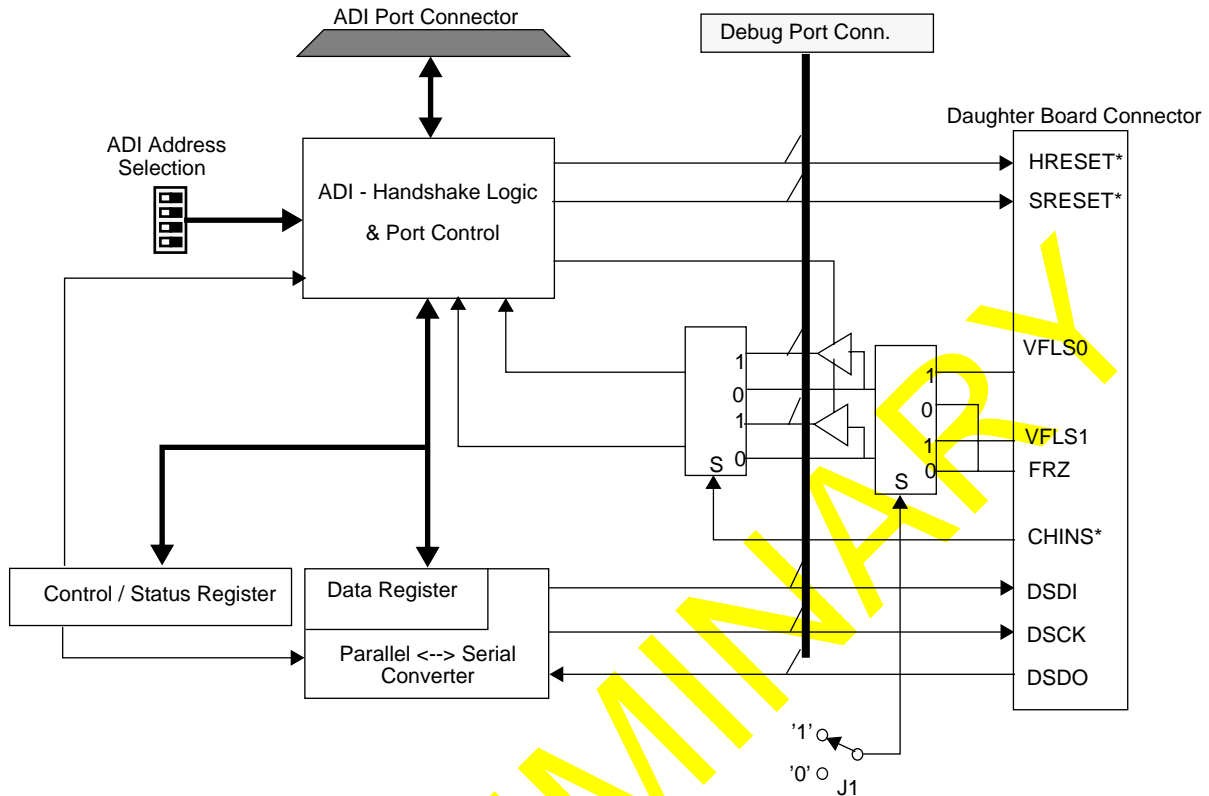 ADI Port Connector
Debug Port Conn.
Daughter Board Connector
ADI Address
Selection
ADI - Handshake Logic
& Port Control
HRESET*
SRESET*
VFLS0
1
0
1
0
S
1
0
1
0
S
VFLS1
FRZ
CHINS*
Control / Status Register
Data Register
Parallel <--> Serial
Converter
DSDI
DSCK
DSDO
'1'
'0'
J1
MINARY